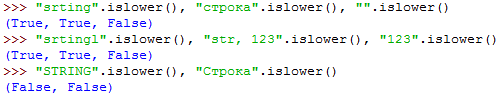 >>> "srting".islower(), "строка".islower(), "".islower()
(True, True, False)
>>> "srtingl".islower(), "str, 123".islower(), "123".islower()
(True, True, False)
>>> "STRING".islower(), "Строка".islower()
(False, False)